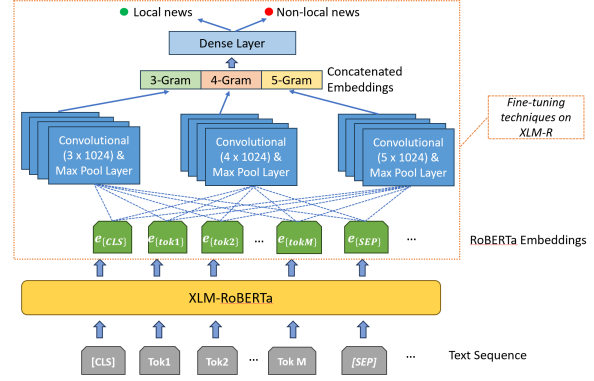 Local news
Non-local news
Dense Layer
3-Gram 4-Gram 5-Gram
Concatenated
Embeddings
Fine-tuning
techniques on
XLM-R
Convolutional
(3 x 1024) &
Max Pool Layer
Convolutional
(4 x 1024) &
Max Pool Layer
Convolutional
(5 x 1024) &
Max Pool Layer
e{CLS} e{tok1} e{tok2} ... e{tokM} e{SEP} ...
RoBERTa Embeddings
XLM-RoBERTa
[CLS] Tok1 Tok2 ... Tok M [SEP] ...
Text Sequence